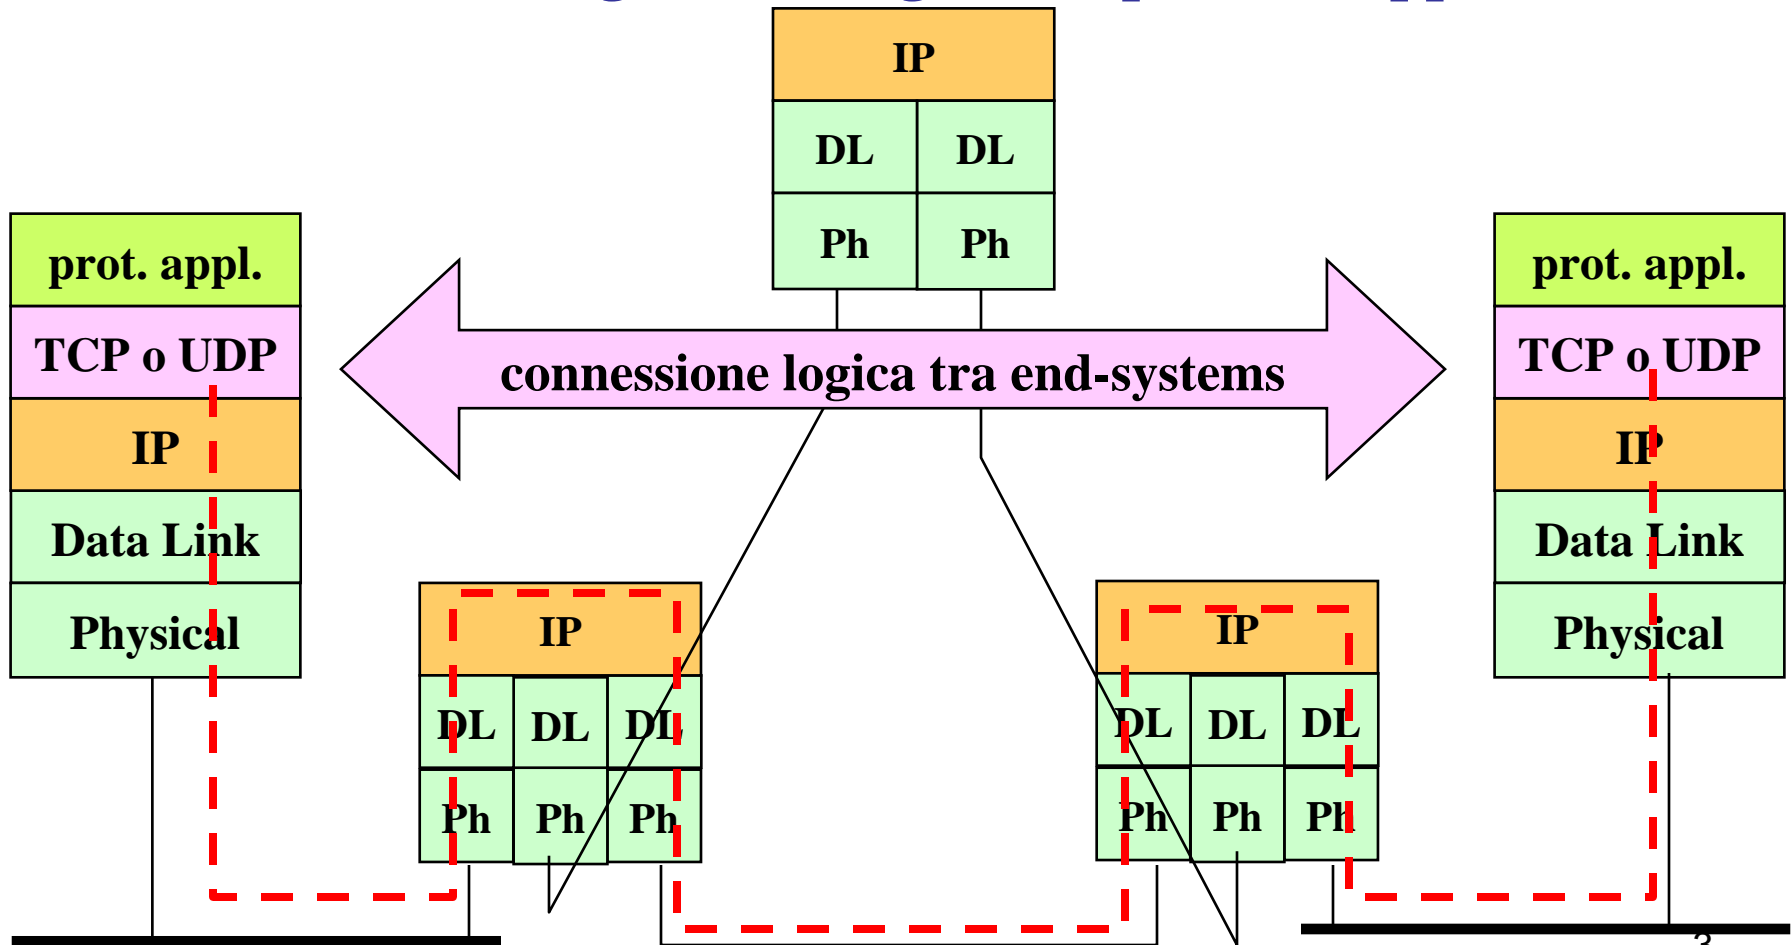 IP
DL DL
Ph Ph
prot. appl.
TCP o UDP
IP
Data Link
Physical
connessione logica tra end-systems
prot. appl.
TCP o UDP
IP
Data Link
Physical
IP
DL DL DL
Ph Ph Ph
IP
DL DL DL
Ph Ph Ph
3